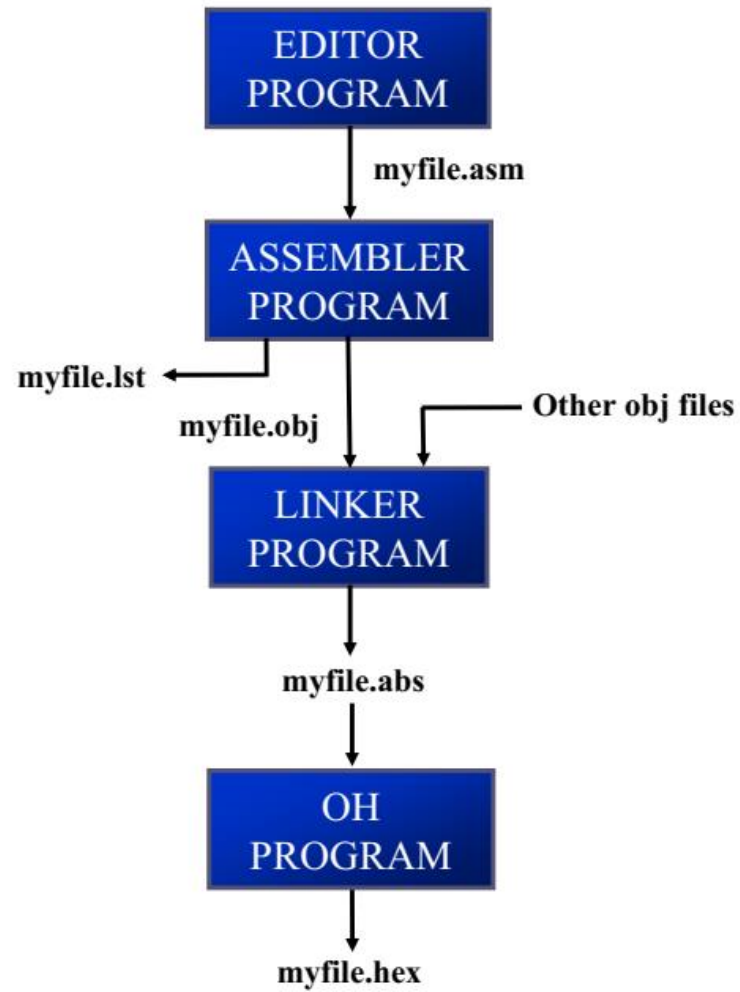 EDITOR
PROGRAM
myfile.asm
ASSEMBLER
PROGRAM
myfile.lst
Other obj files
myfile.obj
LINKER
PROGRAM
myfile.abs
OH
PROGRAM
myfile.hex